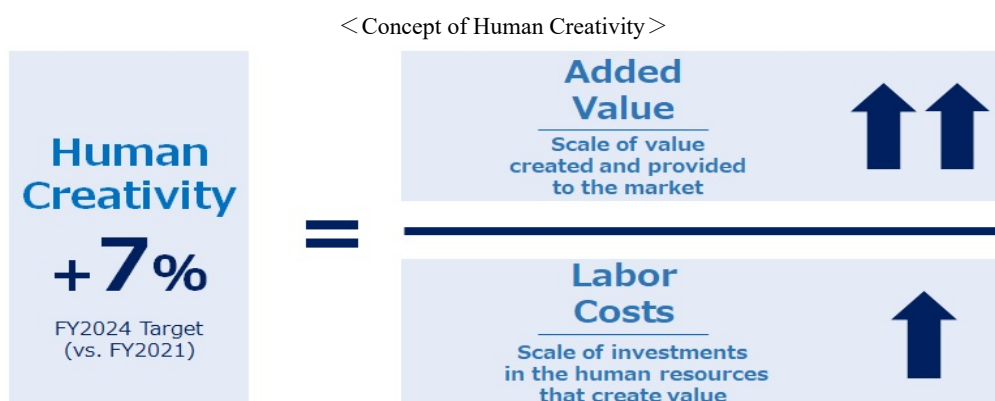 ＜Concept of Human Creativity＞
Human
Creativity
+7%
FY2024 Target
(vs. FY2021)
=
Added
Value
Scale of value
created and provided
to the market
Labor
Costs
Scale of investments
in the human resources
that create value